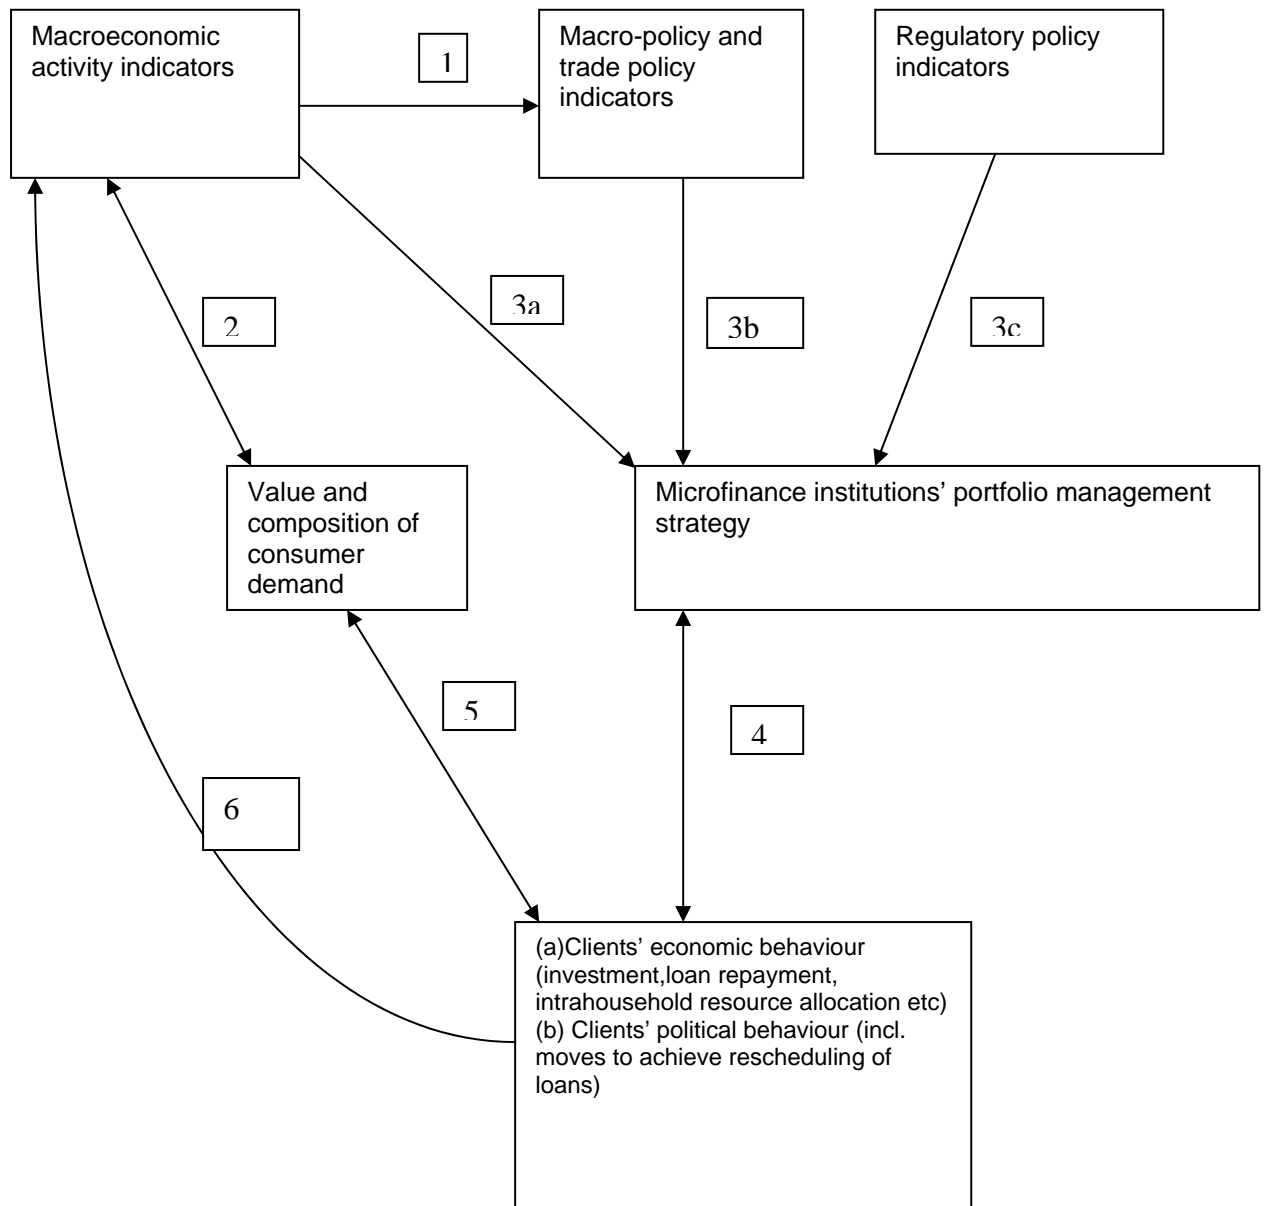 Macroeconomic
activity indicators
1
Macro-policy and
trade policy
indicators
Regulatory policy
indicators
2
3a
3b
3c
Value and
composition of
consumer
demand
Microfinance institutions’ portfolio management
strategy
5
4
6
(a)Clients’ economic behaviour
(investment,loan repayment,
intrahousehold resource allocation etc)
(b) Clients’ political behaviour (incl.
moves to achieve rescheduling of
loans)